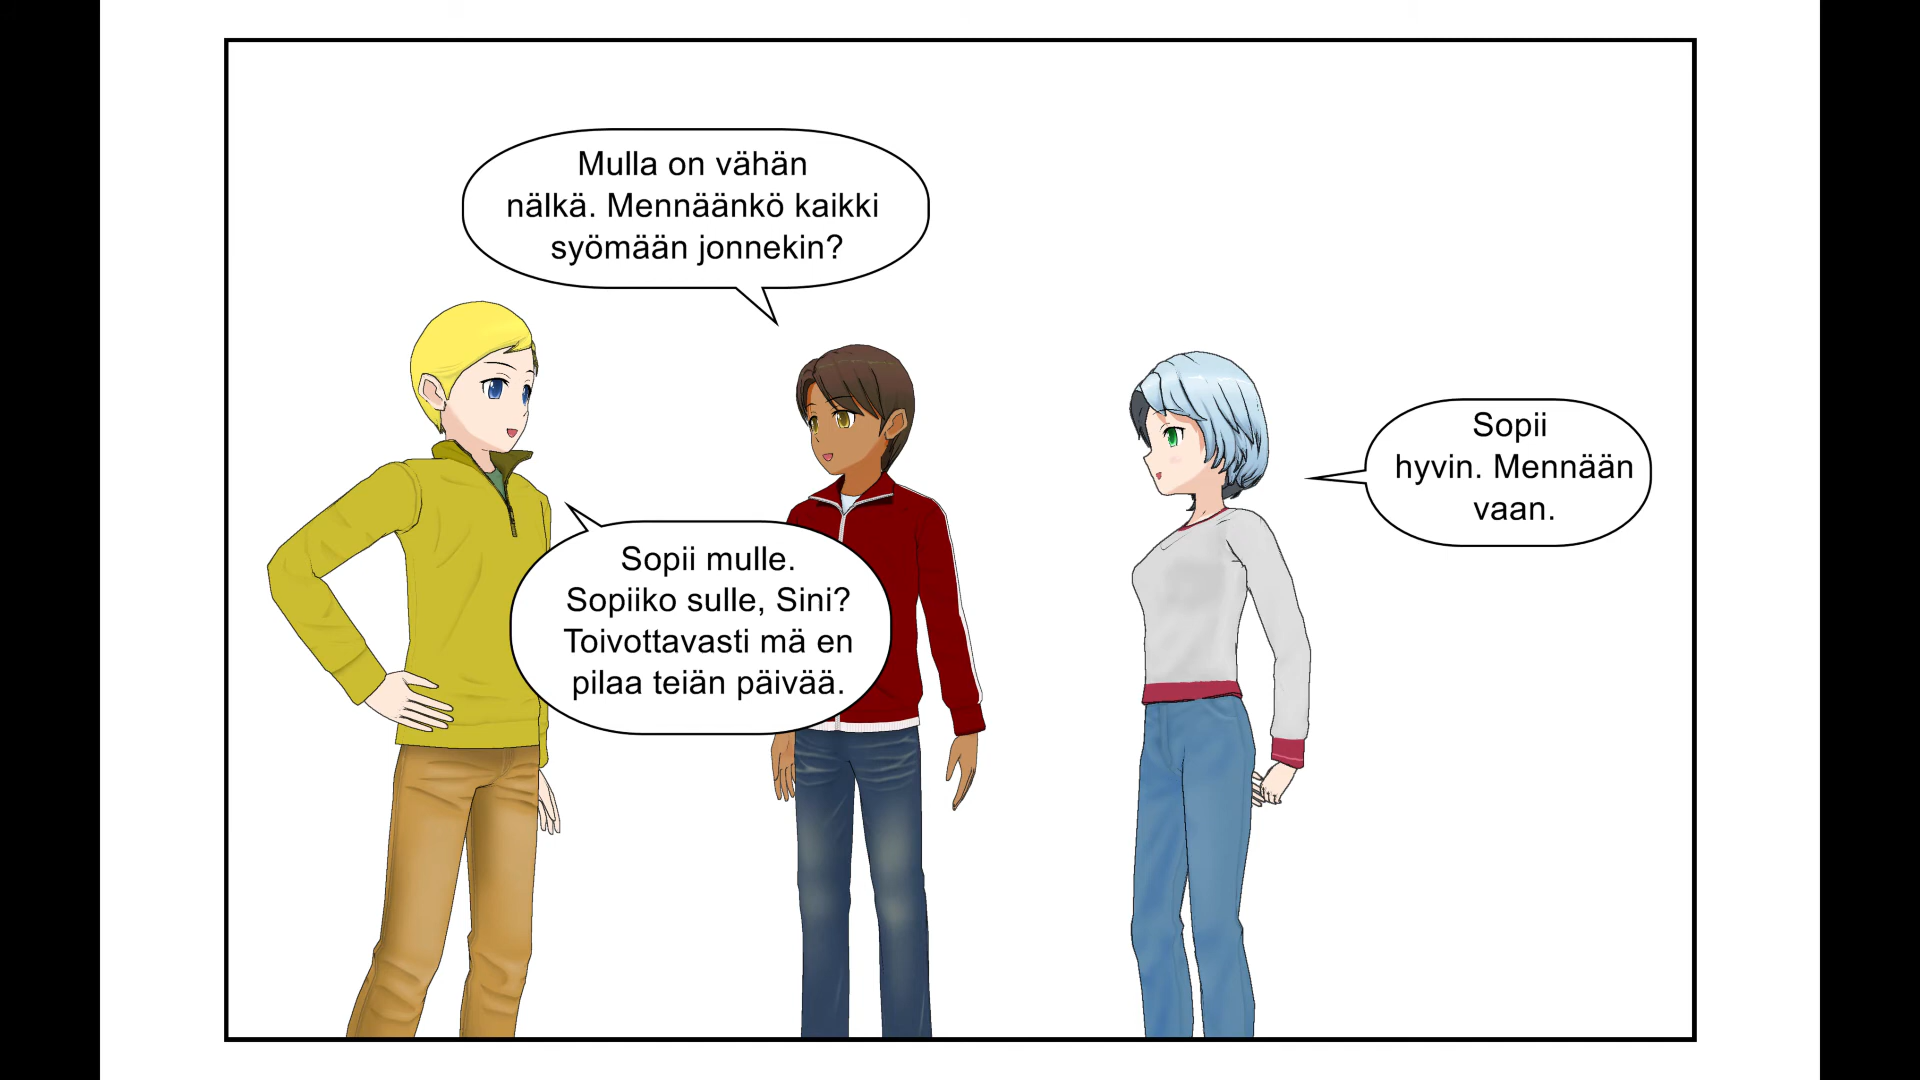 Mulla on vähän
nälkä. Mennäänkö kaikki
syömään jonnekin?
Sopii mulle.
Sopiiko sulle, Sini?
Toivottavasti mä en
pilaa teiän päivää.
Sopii
hyvin. Mennään
vaan.